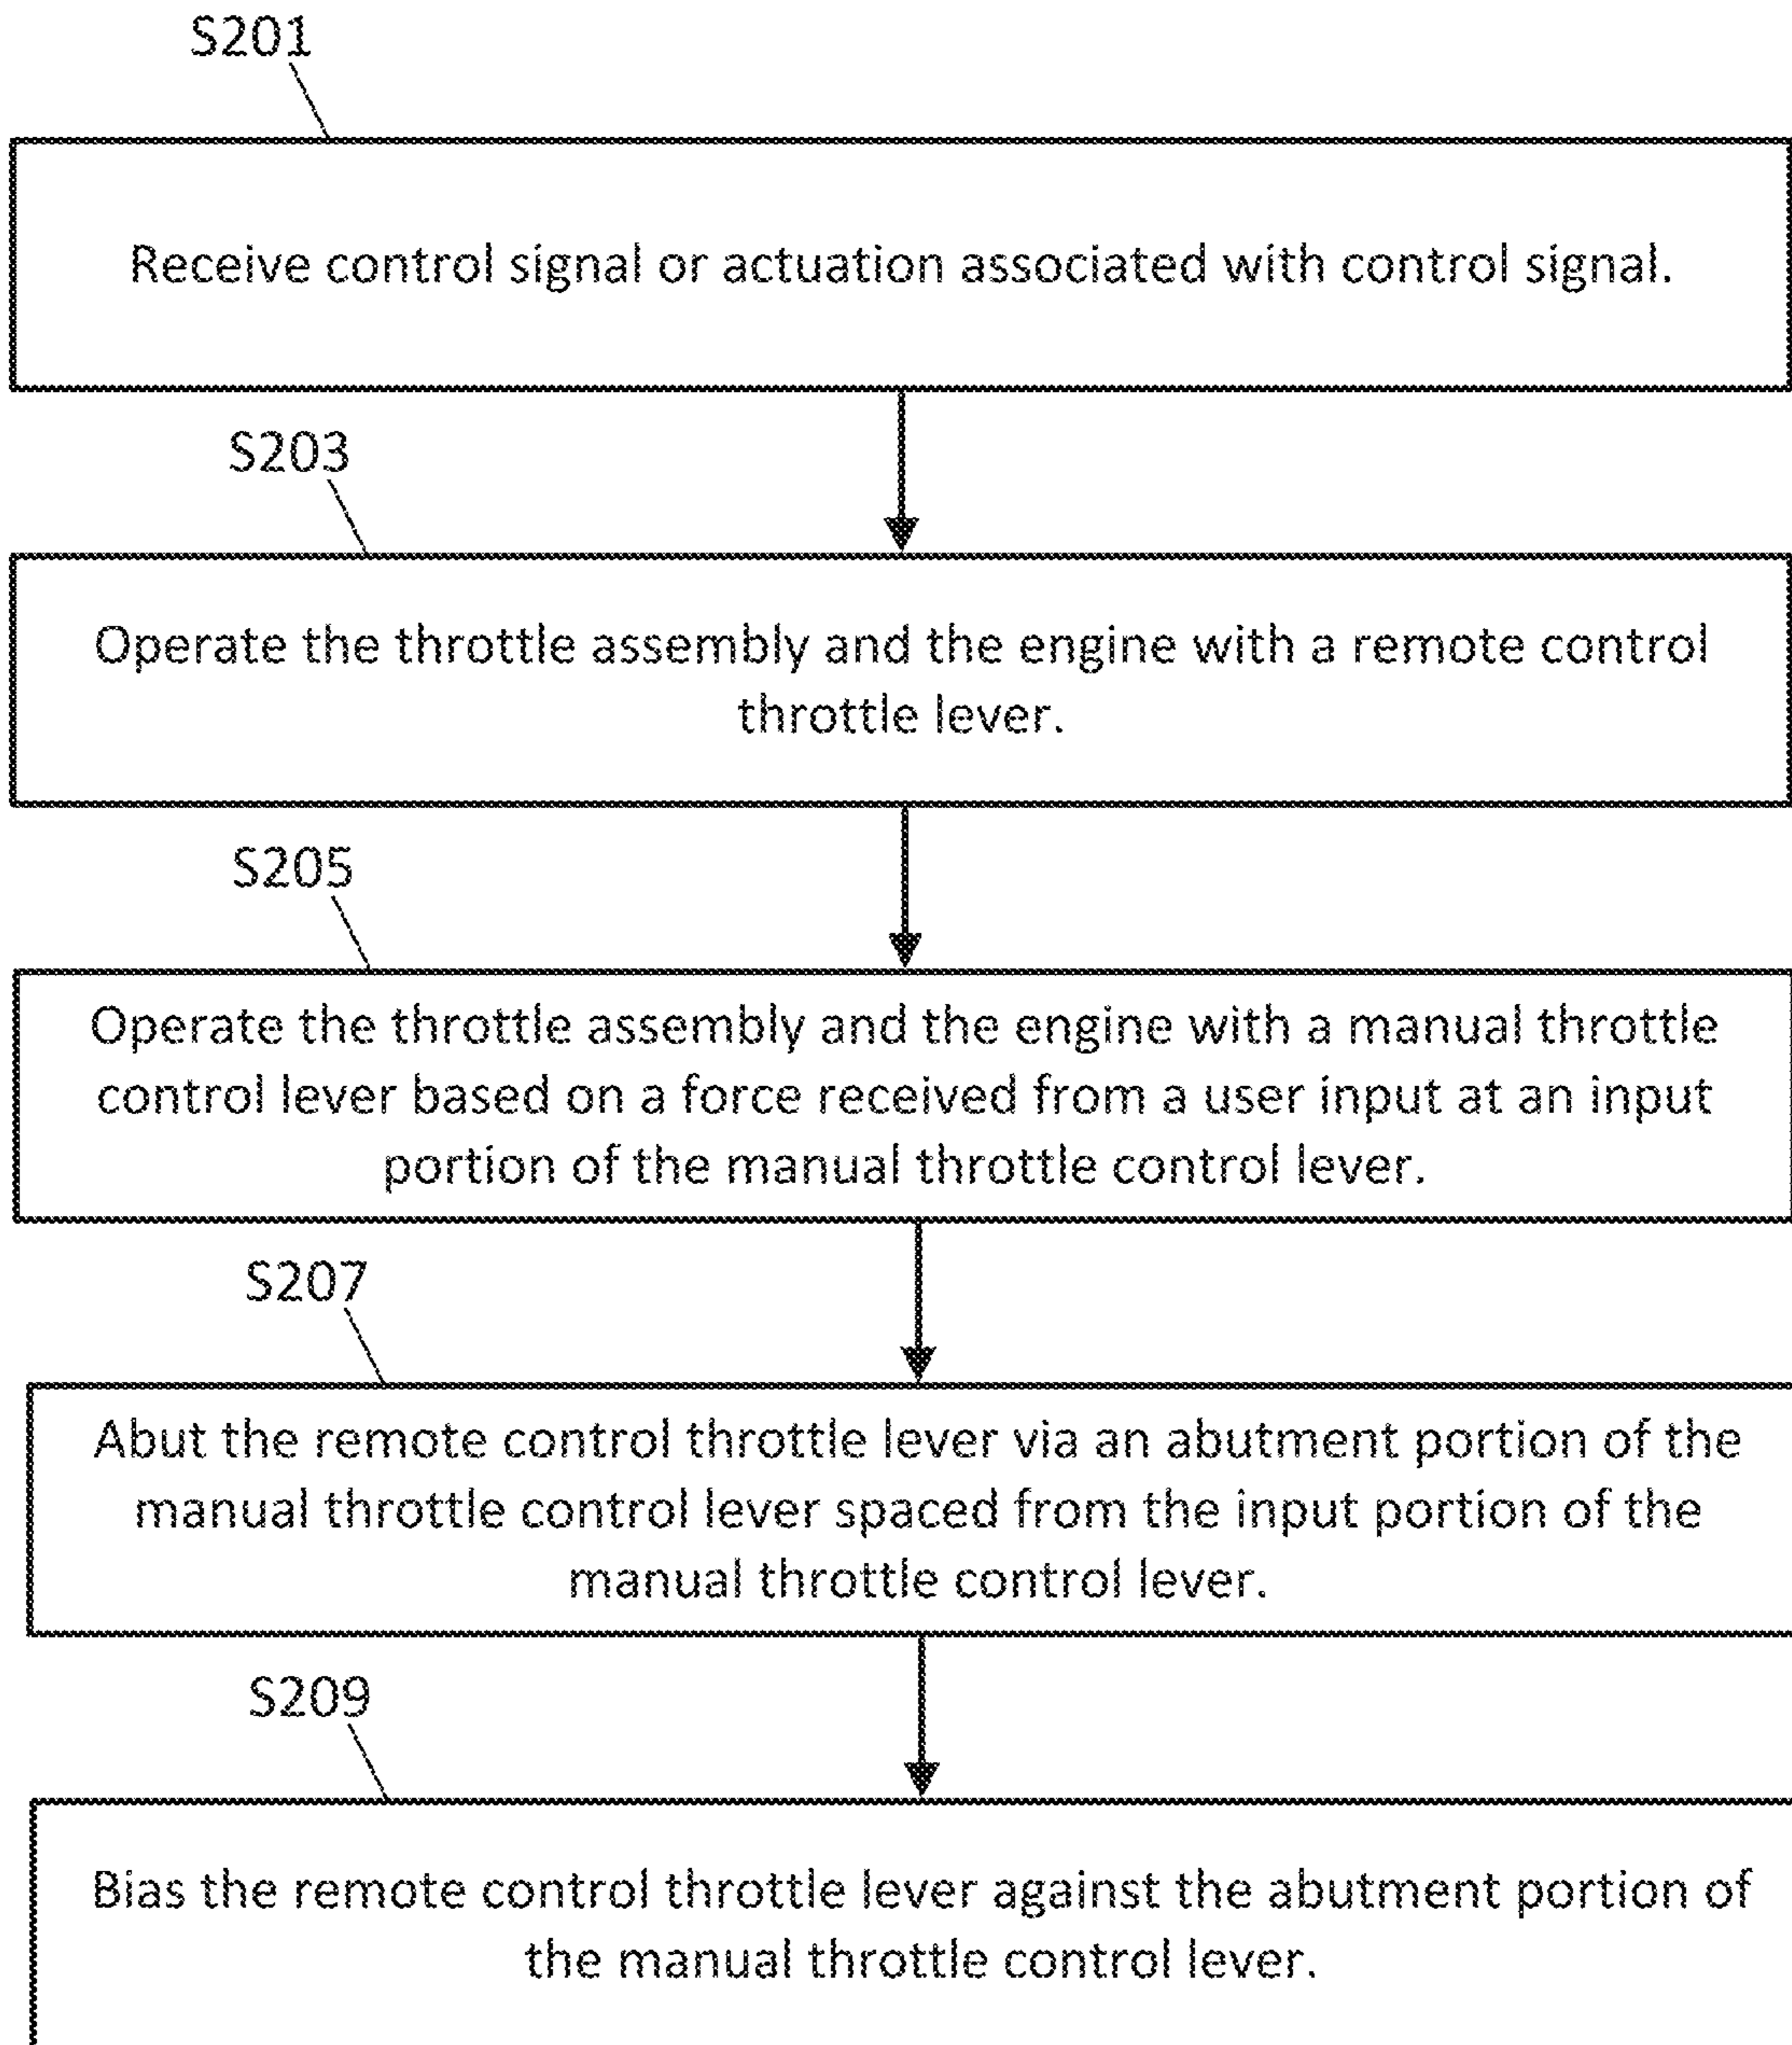 S201
Receive control signal or actuation associated with control signal.
S203
Operate the throttle assembly and the engine with a remote control
throttle lever.
S205
Operate the throttle assembly and the engine with a manual throttle
control lever based on a force received from a user input at an input
portion of the manual throttle control lever.
S207
Abut the remote control throttle lever via an abutment portion of the
manual throttle control lever spaced from the input portion of the
manual throttle control lever.
S209
Bias the remote control throttle lever against the abutment portion of
the manual throttle control lever.